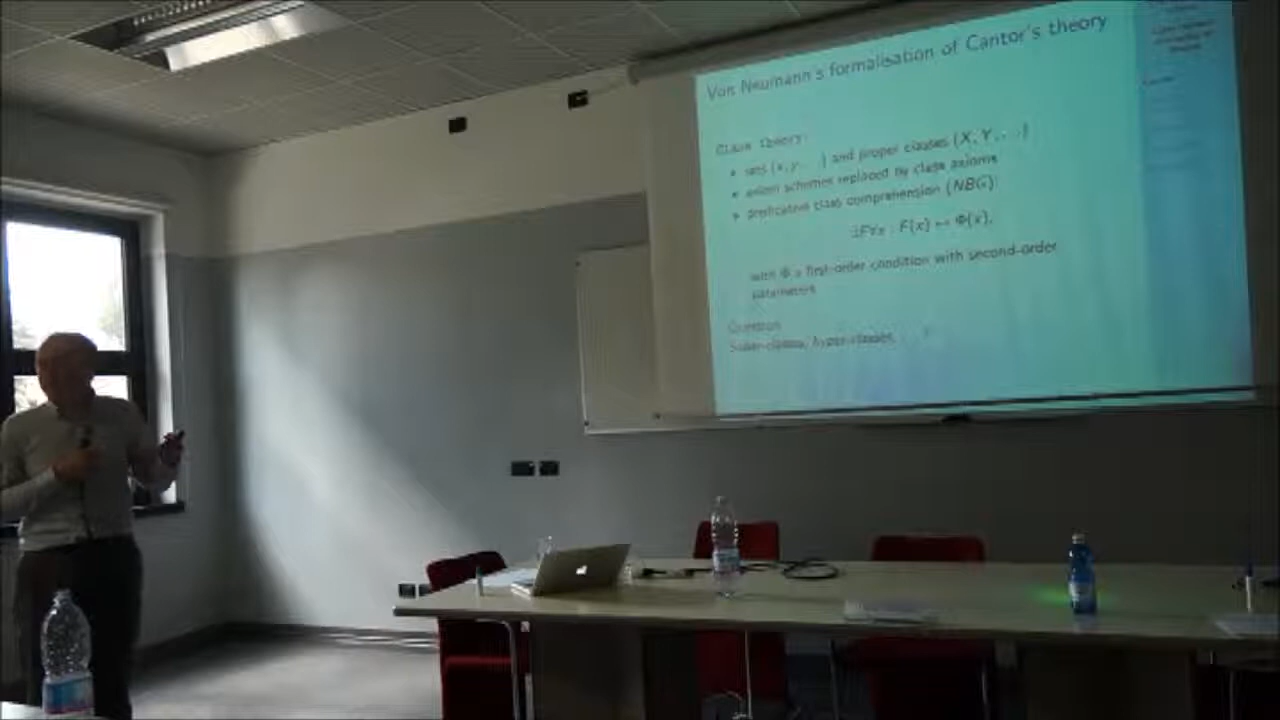 Von Neumann's formalisation of Cantor's theory
Class theory:
• sets (x, y, ...) and proper classes (X, Y, ...)
• axiom schemes replaced by class axioms
• predicative class comprehension (NBG):
∃F∀x : F(x) ↔ Φ(x),
with Φ a first-order condition with second-order
parameters
Question
Super-classes, hyper-classes, ... ?